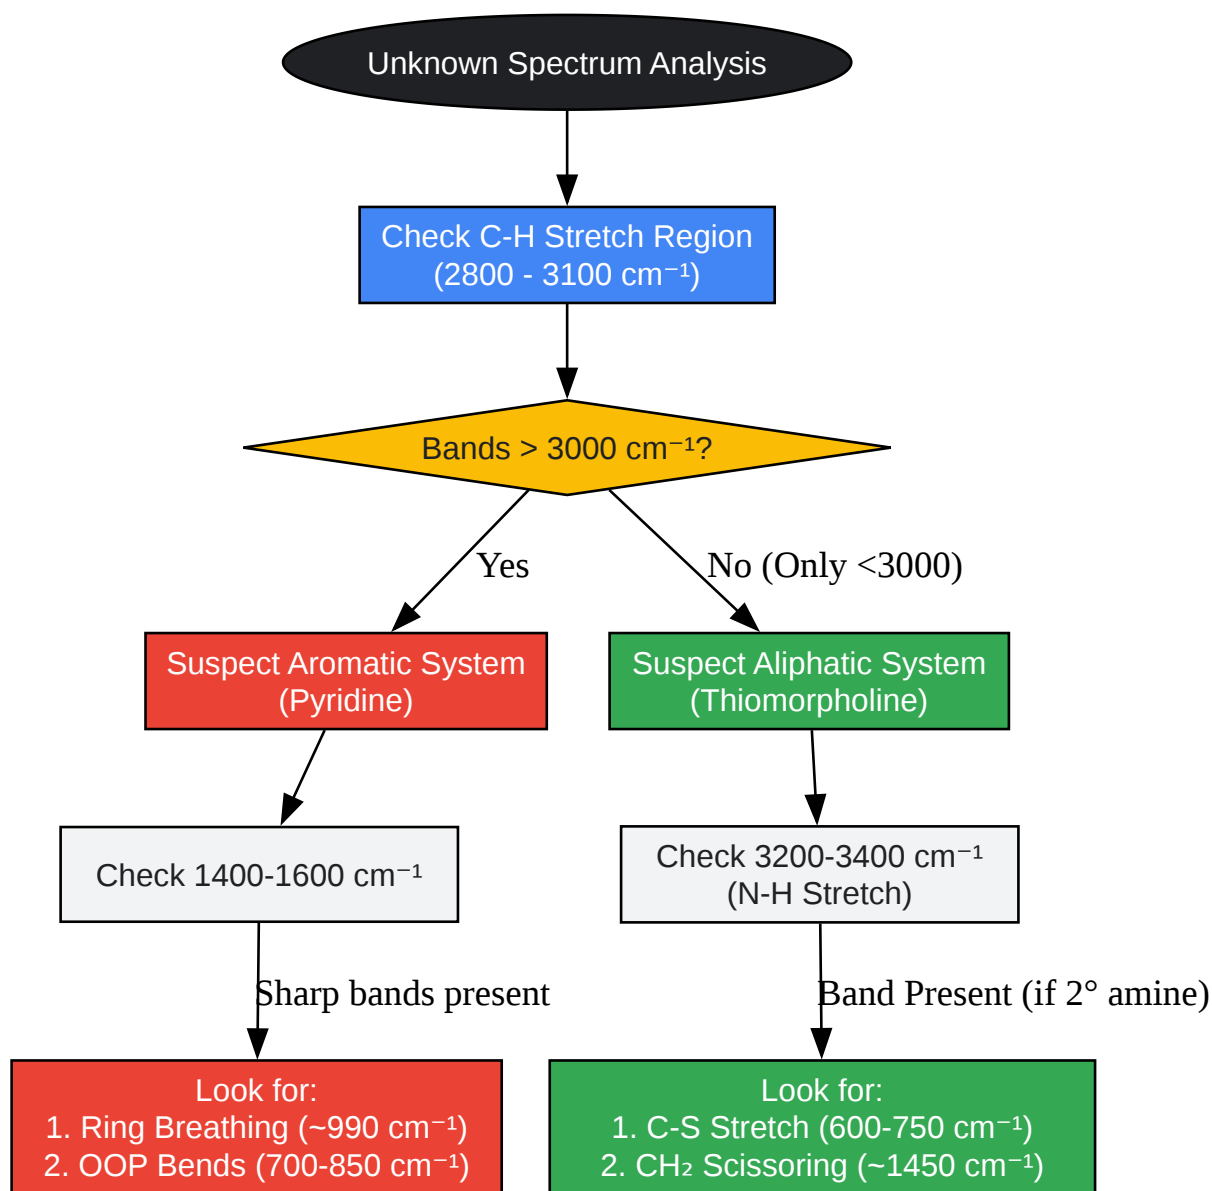 Unknown Spectrum Analysis
Check C-H Stretch Region
(2800 - 3100 cm⁻¹)
Bands > 3000 cm⁻¹?
Yes
No (Only <3000)
Suspect Aromatic System
(Pyridine)
Suspect Aliphatic System
(Thiomorpholine)
Check 1400-1600 cm⁻¹
Check 3200-3400 cm⁻¹
(N-H Stretch)
Sharp bands present
Band Present (if 2° amine)
Look for:
1. Ring Breathing (~990 cm⁻¹)
2. OOP Bends (700-850 cm⁻¹)
Look for:
1. C-S Stretch (600-750 cm⁻¹)
2. CH₂ Scissoring (~1450 cm⁻¹)